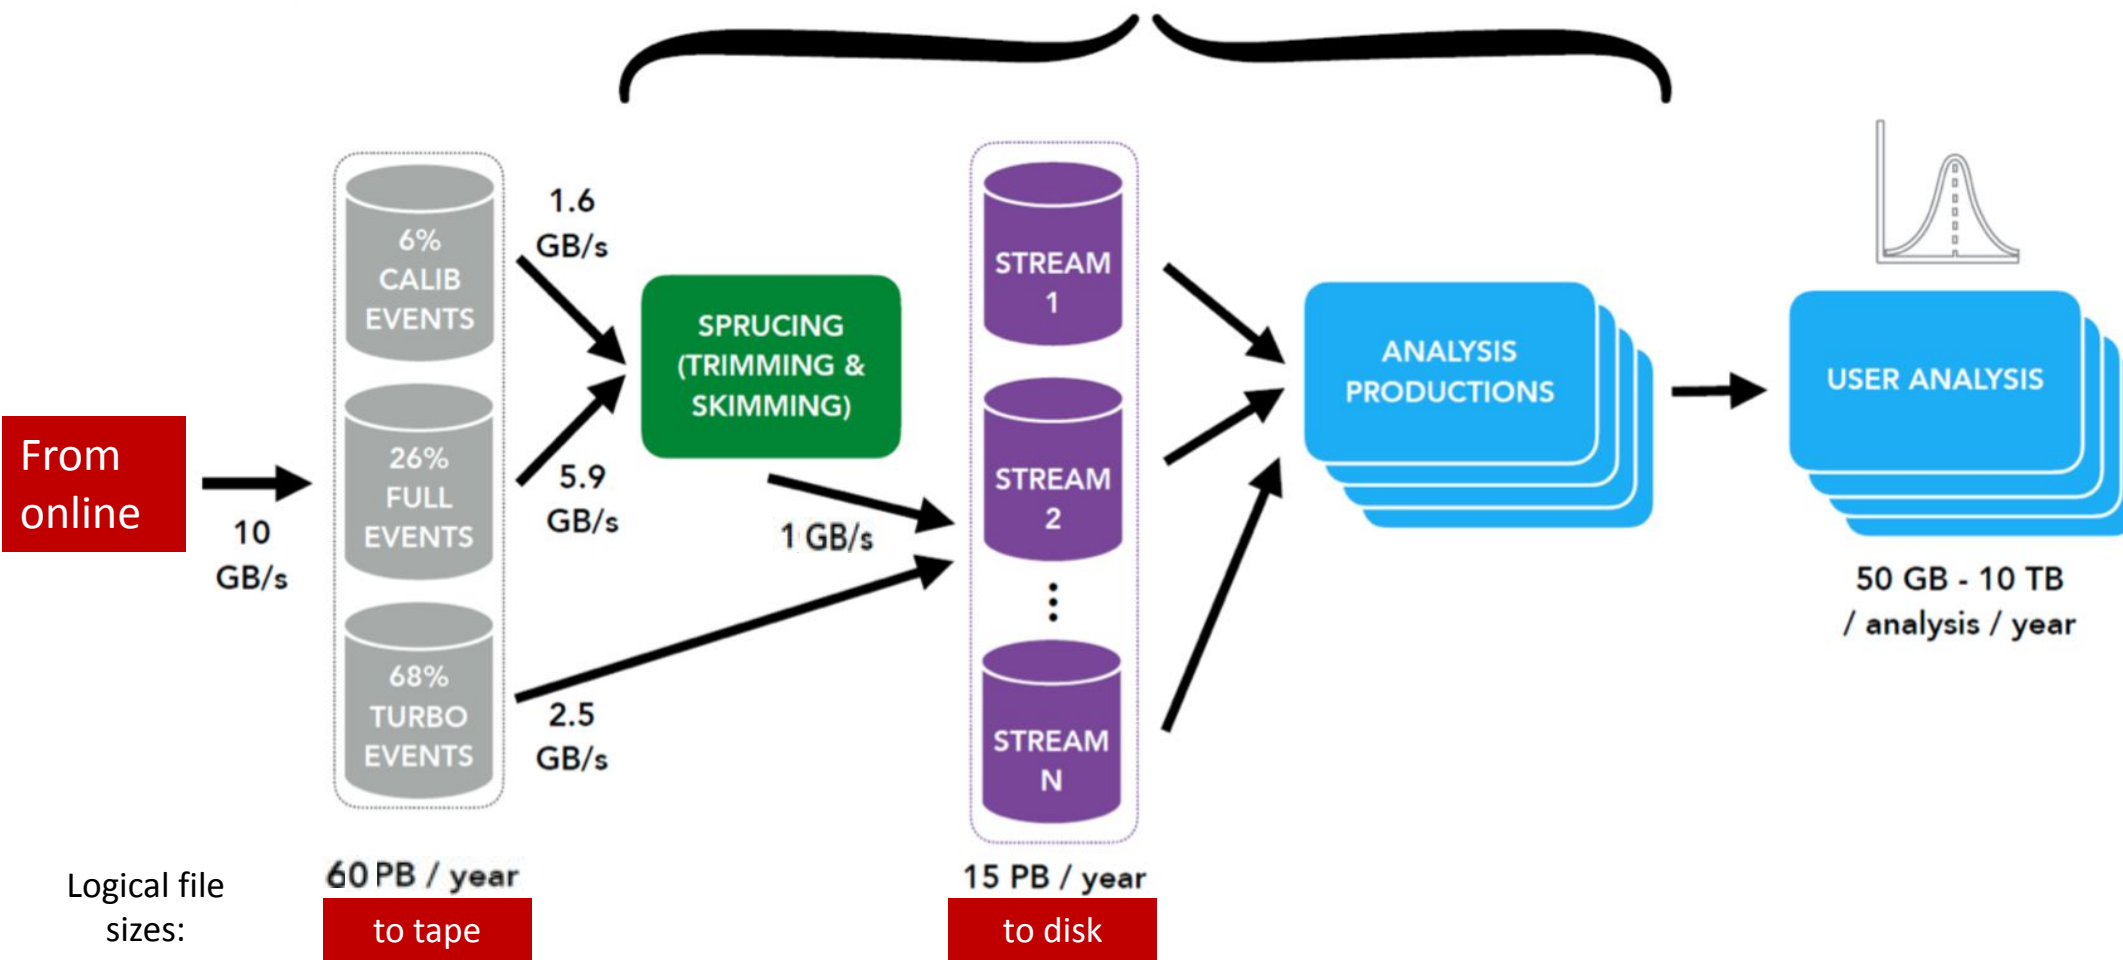 From
online
10
GB/s
6%
CALIB
EVENTS
26%
FULL
EVENTS
68%
TURBO
EVENTS
1.6
GB/s
5.9
GB/s
2.5
GB/s
SPRUCING
(TRIMMING &
SKIMMING)
1 GB/s
STREAM
1
STREAM
2
STREAM
N
ANALYSIS
PRODUCTIONS
USER ANALYSIS
50 GB - 10 TB
/ analysis / year
Logical file
sizes:
60 PB / year
to tape
15 PB / year
to disk